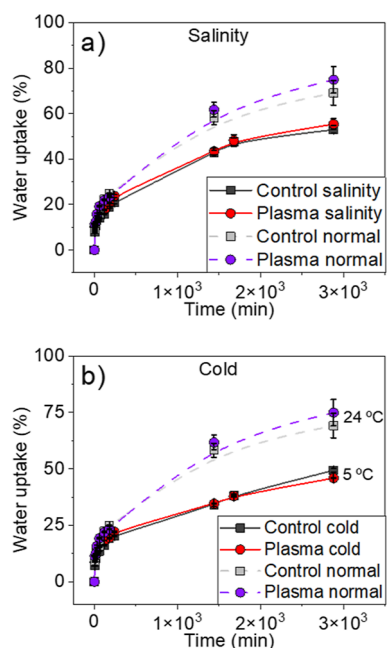 a)
Salinity
Water uptake (%)
100
80
60
40
20
0
Control salinity
Plasma salinity
Control normal
Plasma normal
0
1×10³
2×10³
3×10³
Time (min)
b)
Cold
Water uptake (%)
100
75
50
25
0
24 ºC
5 ºC
Control cold
Plasma cold
Control normal
Plasma normal
0
1×10³
2×10³
3×10³
Time (min)